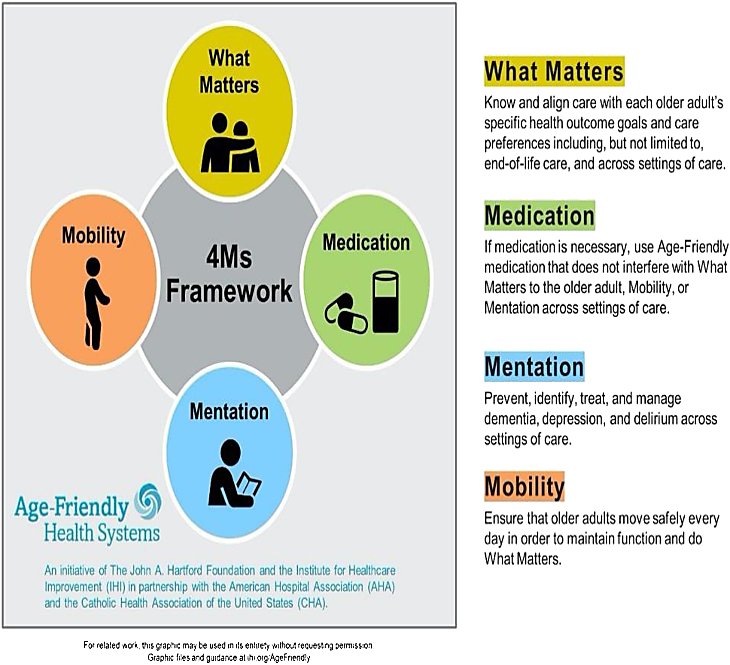 What
Matters
Mobility
4Ms
Framework
Medication
Mentation
Age-Friendly
Health Systems
An initiative of The John A. Hartford Foundation and the Institute for Healthcare
Improvement (IHI) in partnership with the American Hospital Association (AHA)
and the Catholic Health Association of the United States (CHA).
What Matters
Know and align care with each older adult's
specific health outcome goals and care
preferences including, but not limited to,
end-of-life care, and across settings of care.
Medication
If medication is necessary, use Age-Friendly
medication that does not interfere with What
Matters to the older adult, Mobility, or
Mentation across settings of care.
Mentation
Prevent, identify, treat, and manage
dementia, depression, and delirium across
settings of care.
Mobility
Ensure that older adults move safely every
day in order to maintain function and do
What Matters.
For related work, this graphic may be used in its entirety without requesting permission
Graphic files and guidance at ihi.org/AgeFriendly